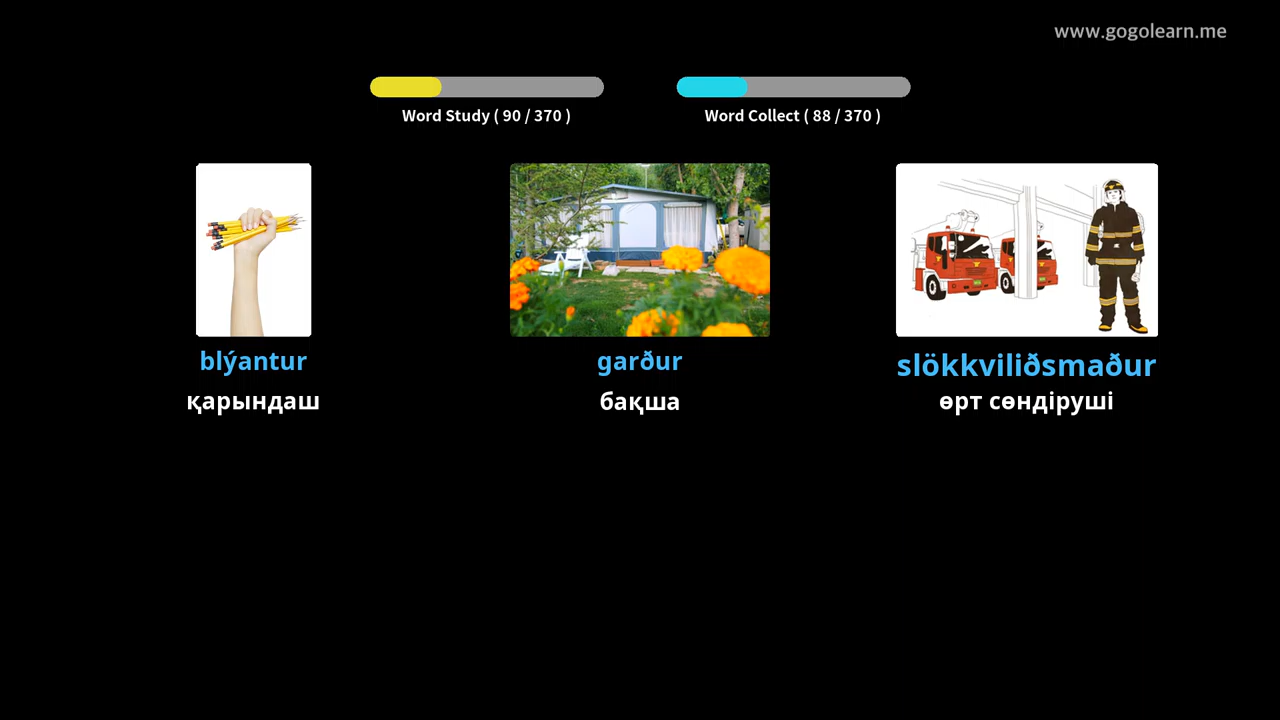 www.gogolearn.me
Word Study ( 90 / 370 )
Word Collect ( 88 / 370 )
blýantur
garður
slökkviliðsmaður
қарындаш
бақша
өрт сөндіруші